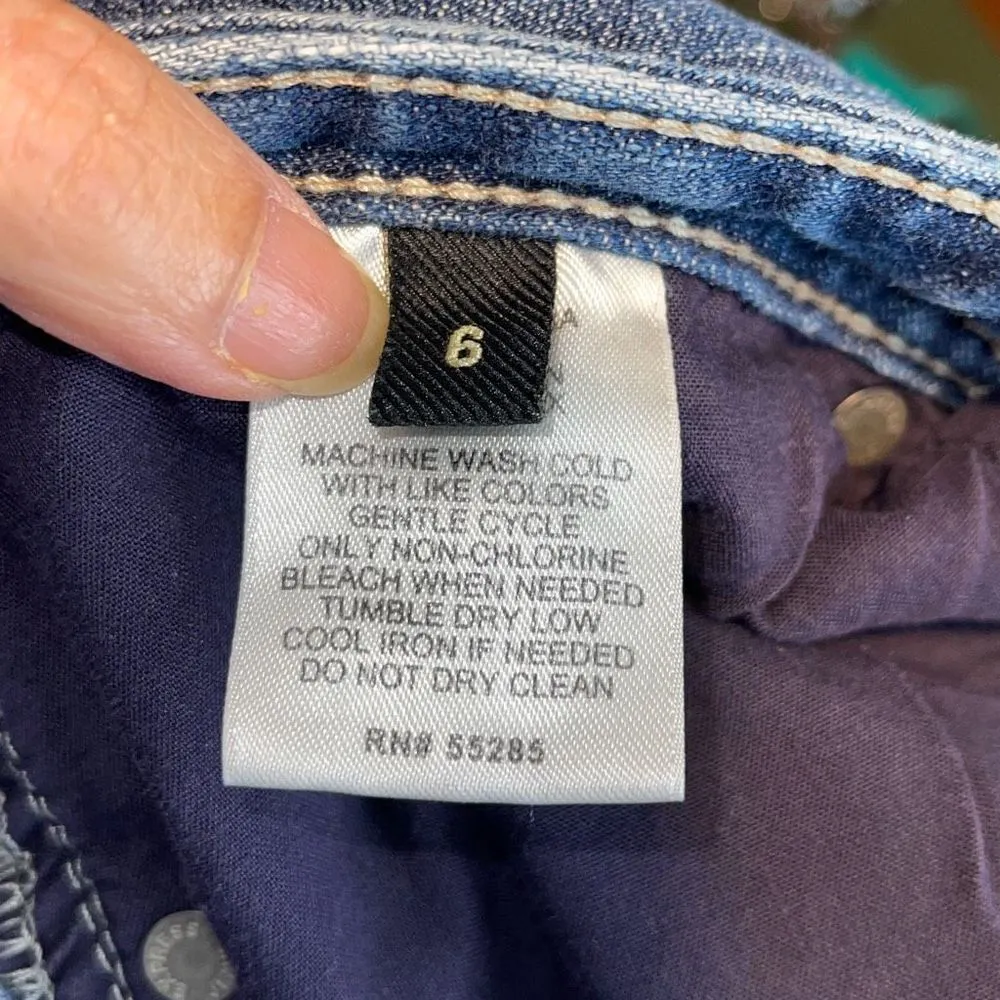 6
MACHINE WASH COLD
WITH LIKE COLORS
GENTLE CYCLE
ONLY NON-CHLORINE
BLEACH WHEN NEEDED
TUMBLE DRY LOW
COOL IRON IF NEEDED
DO NOT DRY CLEAN
RN# 55285